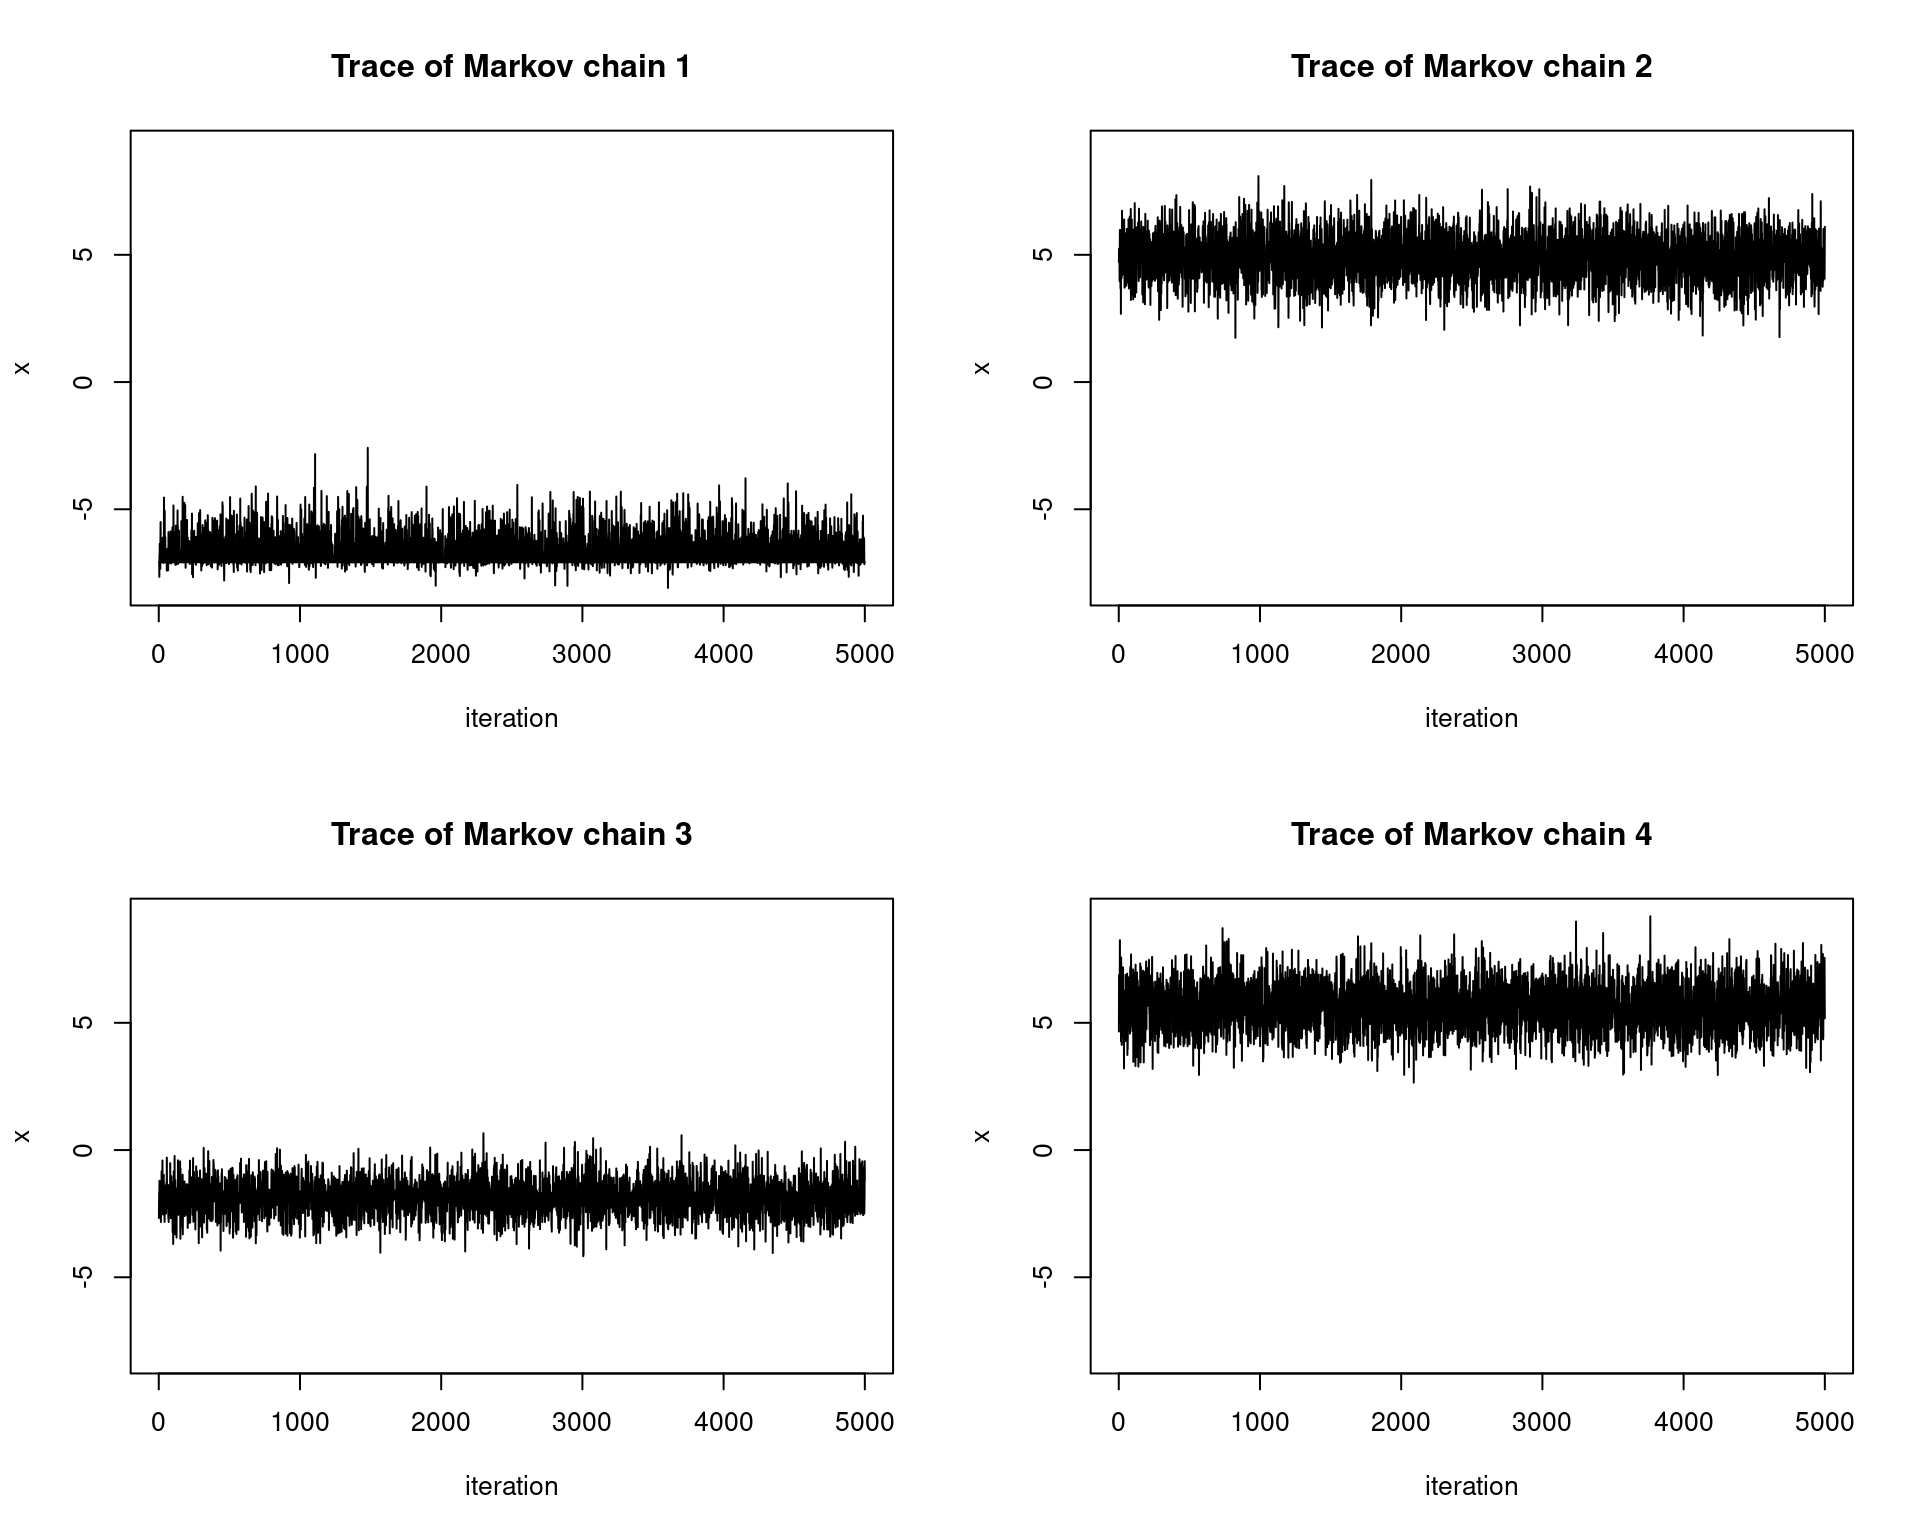 Trace of Markov chain 1
x
5
0
-5
0 1000 2000 3000 4000 5000
iteration
Trace of Markov chain 2
x
5
0
-5
0 1000 2000 3000 4000 5000
iteration
Trace of Markov chain 3
x
5
0
-5
0 1000 2000 3000 4000 5000
iteration
Trace of Markov chain 4
x
5
0
-5
0 1000 2000 3000 4000 5000
iteration